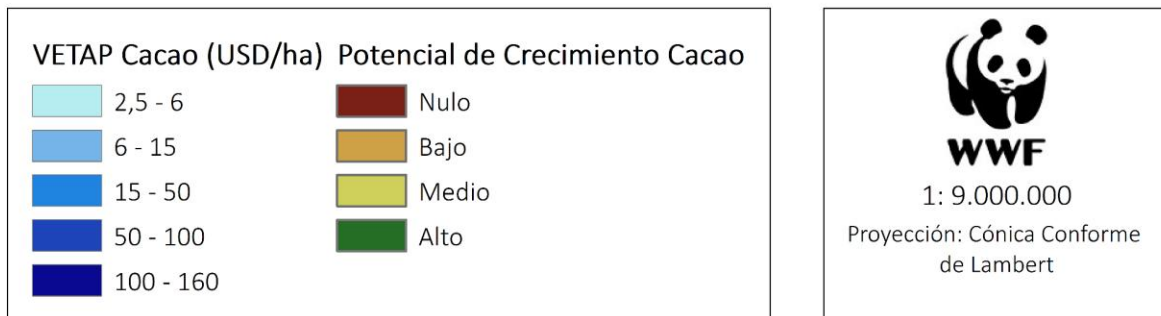 VETAP Cacao (USD/ha)
2,5 - 6
6 - 15
15 - 50
50 - 100
100 - 160
Potencial de Crecimiento Cacao
Nulo
Bajo
Medio
Alto
WWF
1: 9.000.000
Proyección: Cónica Conforme
de Lambert